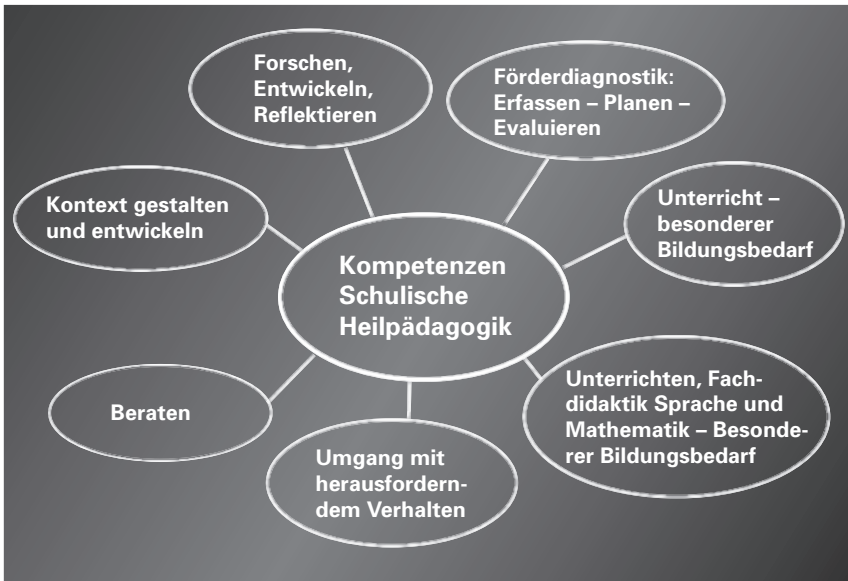 Forschen,
Entwickeln,
Reflektieren
Förderdiagnostik:
Erfassen – Planen –
Evaluieren
Kontext gestalten
und entwickeln
Unterricht –
besonderer
Bildungsbedarf
Kompetenzen
Schulische
Heilpädagogik
Beraten
Unterrichten, Fach-
didaktik Sprache und
Mathematik – Besonde-
rer Bildungsbedarf
Umgang mit
herausfordern-
dem Verhalten